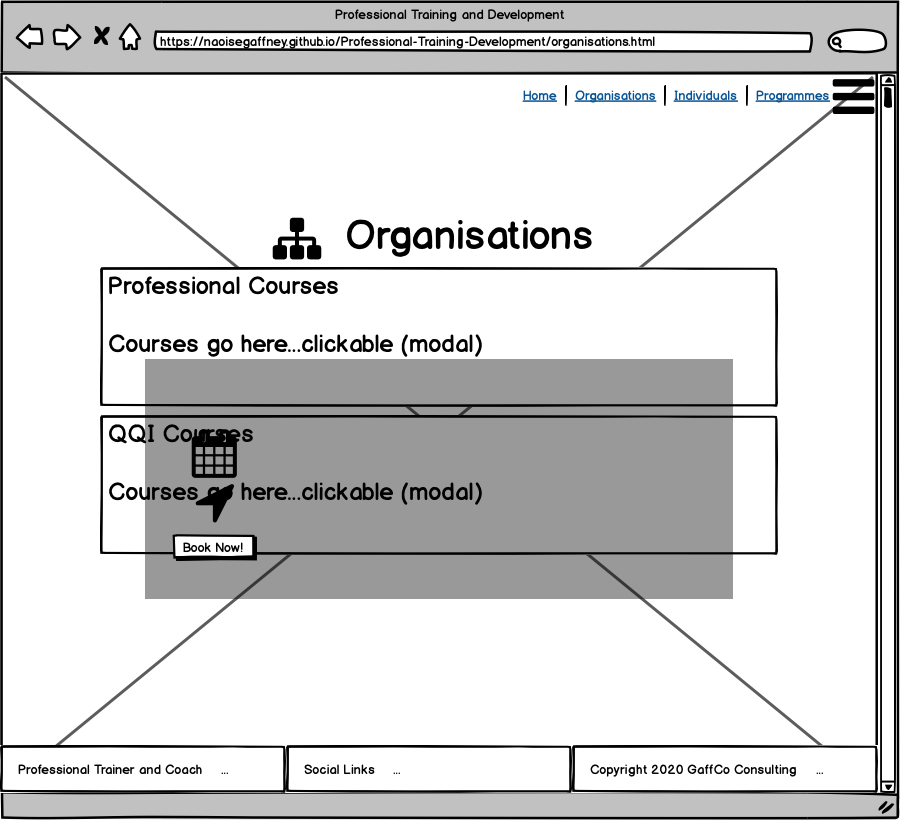 Professional Training and Development
https://naoisegaffney.github.io/Professional-Training-Development/organisations.html
Home | Organisations | Individuals | Programmes
Organisations
Professional Courses
Courses go here...clickable (modal)
QQI Courses
Courses go here...clickable (modal)
Book Now!
Professional Trainer and Coach ...
Social Links ...
Copyright 2020 GaffCo Consulting ...